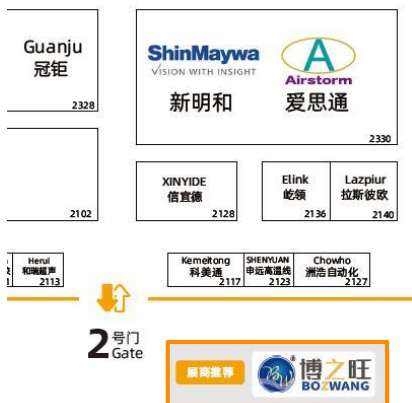 Guanju
冠钜
2328
ShinMaywa
VISION WITH INSIGHT
新明和
Airstorm
爱思通
2330
2102
XINYIDE
信宜德
2128
Elink
屹领
2136
Lazpiur
拉斯彼欧
2140
Herui
和瑞超声
2113
Kemeitong
科美通
2117
SHENYUAN
申远高温线
2123
Chowho
洲浩自动化
2127
2号门
Gate
展商推荐
博之旺
BOZWANG